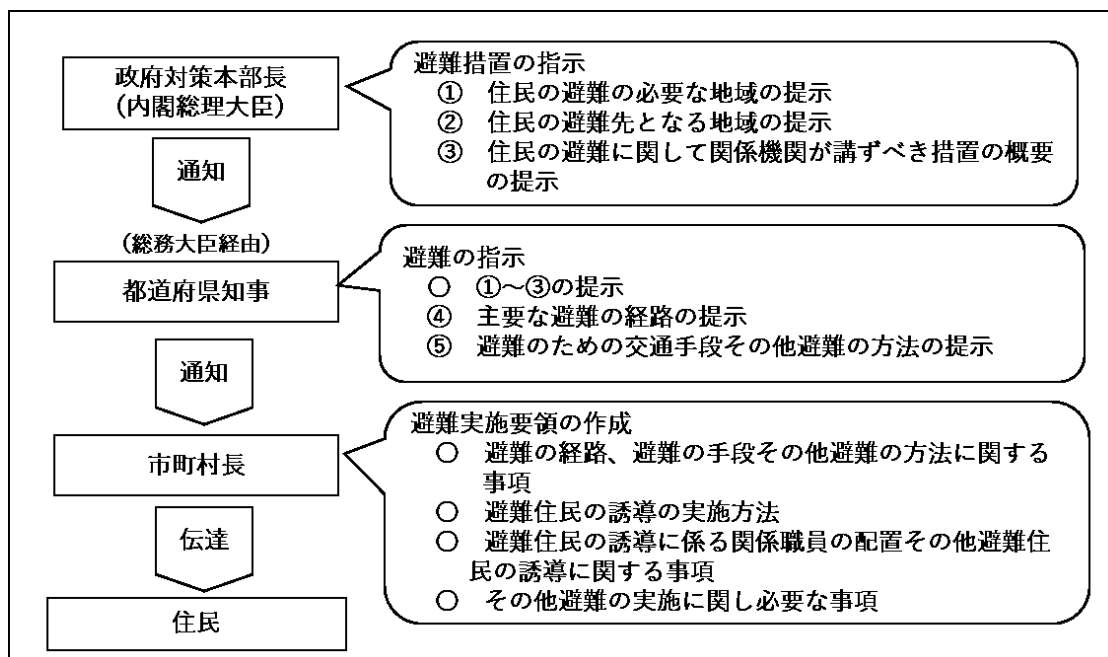 政府対策本部長
（内閣総理大臣）
避難措置の指示
① 住民の避難の必要な地域の提示
② 住民の避難先となる地域の提示
③ 住民の避難に関して関係機関が講ずべき措置の概要
の提示
通知
（総務大臣経由）
都道府県知事
避難の指示
○ ①～③の提示
④ 主要な避難の経路の提示
⑤ 避難のための交通手段その他避難の方法の提示
通知
市町村長
避難実施要領の作成
○ 避難の経路、避難の手段その他避難の方法に関する
事項
○ 避難住民の誘導の実施方法
○ 避難住民の誘導に係る関係職員の配置その他避難住
民の誘導に関する事項
○ その他避難の実施に関し必要な事項
伝達
住民